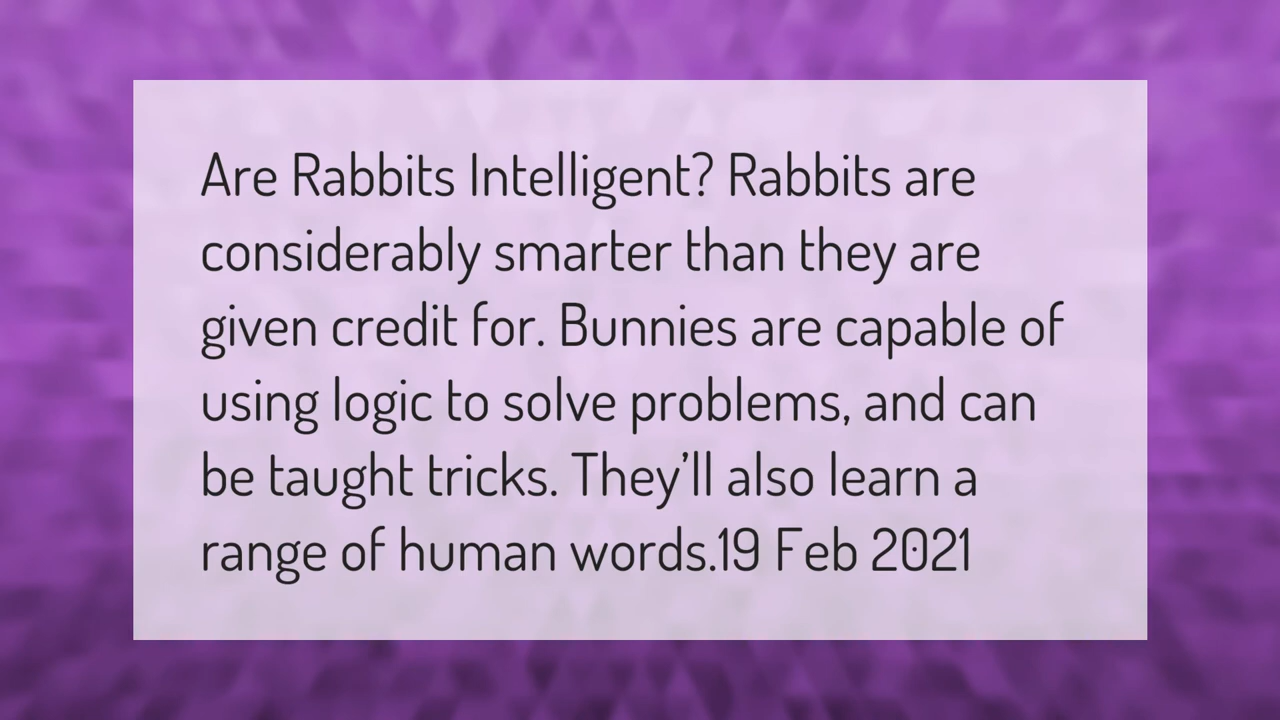 Are Rabbits Intelligent? Rabbits are
considerably smarter than they are
given credit for. Bunnies are capable of
using logic to solve problems, and can
be taught tricks. They’ll also learn a
range of human words.19 Feb 2021